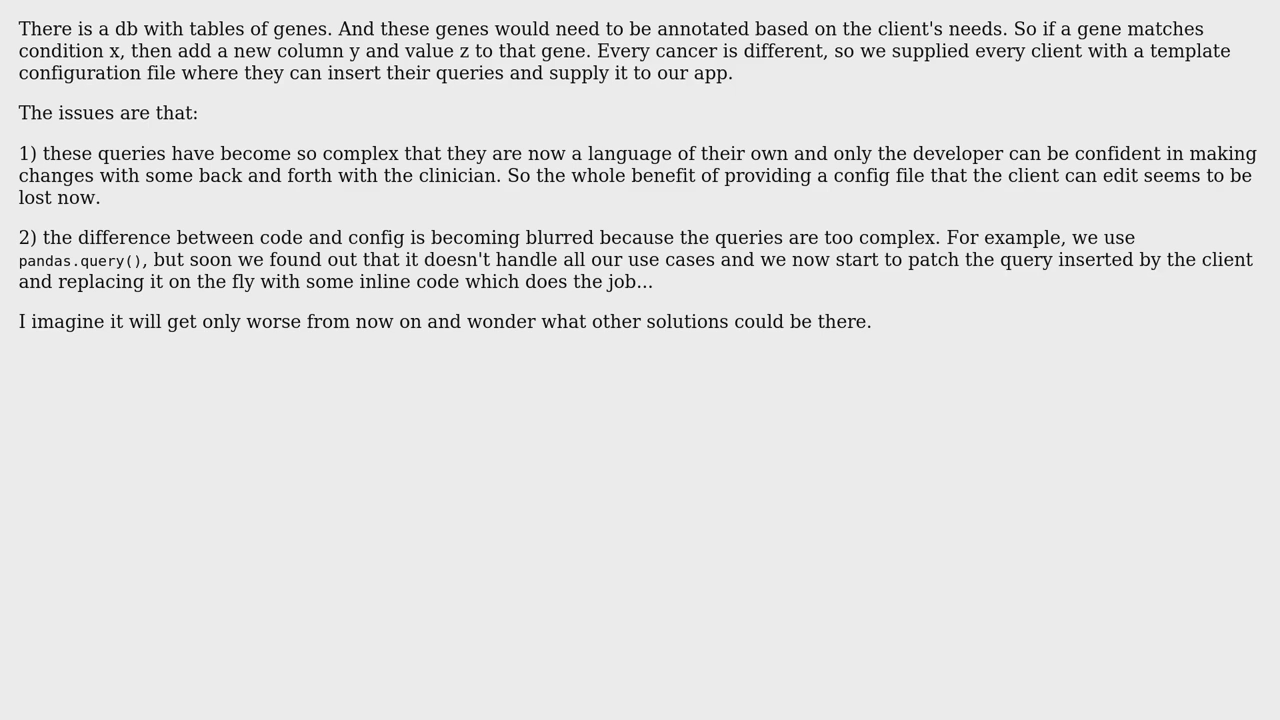 There is a db with tables of genes. And these genes would need to be annotated based on the client's needs. So if a gene matches
condition x, then add a new column y and value z to that gene. Every cancer is different, so we supplied every client with a template
configuration file where they can insert their queries and supply it to our app.
The issues are that:
1) these queries have become so complex that they are now a language of their own and only the developer can be confident in making
changes with some back and forth with the clinician. So the whole benefit of providing a config file that the client can edit seems to be
lost now.
2) the difference between code and config is becoming blurred because the queries are too complex. For example, we use
pandas.query(), but soon we found out that it doesn't handle all our use cases and we now start to patch the query inserted by the client
and replacing it on the fly with some inline code which does the job...
I imagine it will get only worse from now on and wonder what other solutions could be there.